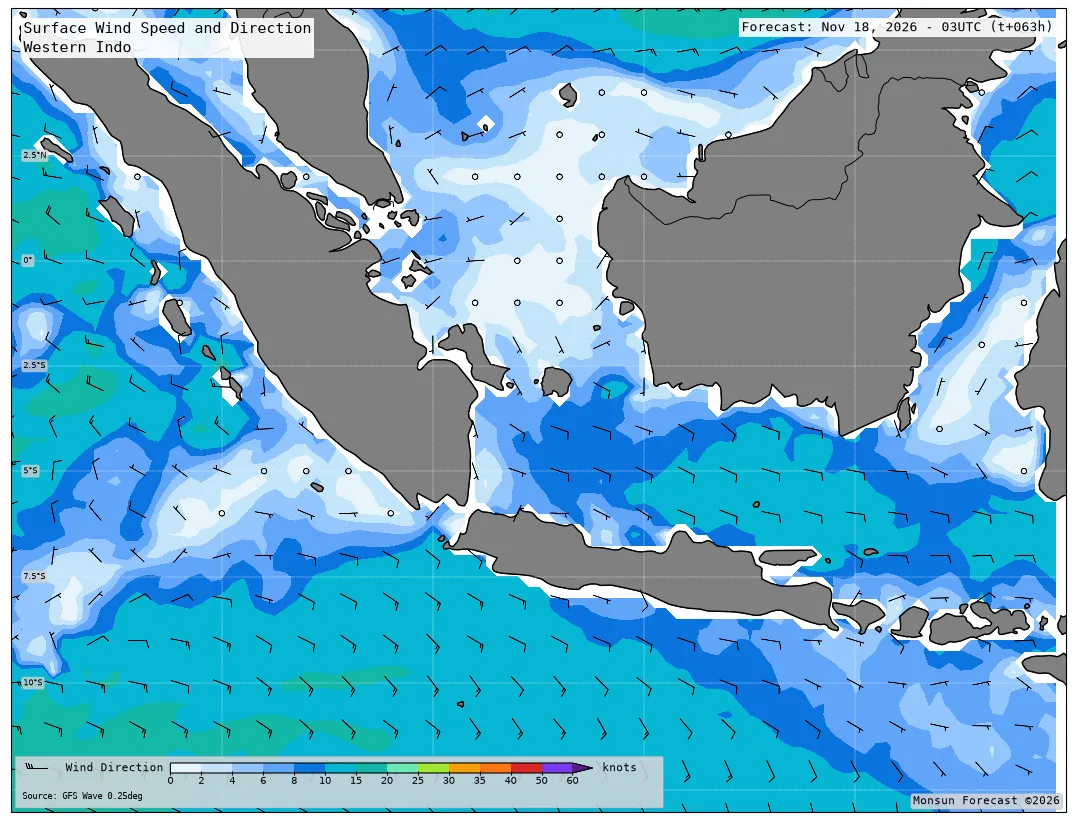 Surface Wind Speed and Direction
Western Indo
Forecast: Nov 18, 2026 - 03UTC (t+063h)
2.5°N
0°
2.5°S
5°S
7.5°S
10°S
Wind Direction
0 2 4 6 8 10 15 20 25 30 40 50 60
knots
Source: GFS Wave 0.25deg
Monsun Forecast ©2026